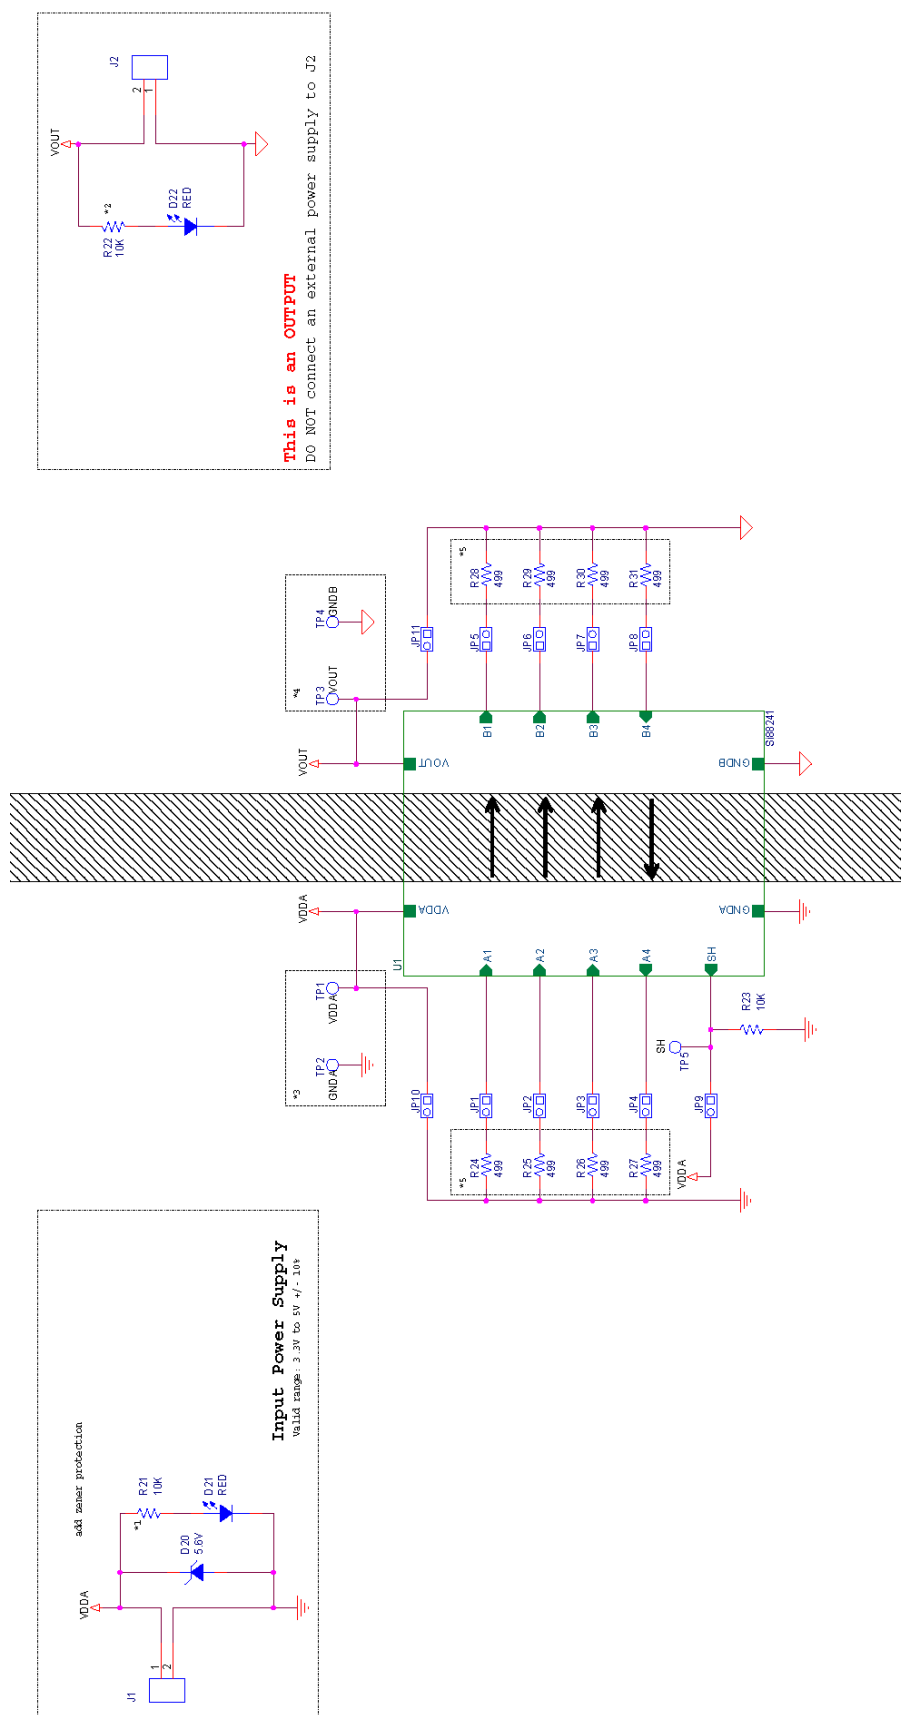 J2
2
1
VOUT
*2
R22
10K
D22
RED
This is an OUTPUT
DO NOT connect an external power supply to J2
*5
R28
499
R29
499
R30
499
R31
499
*4
TP4
GNDB
TP3
VOUT
JP11
JP5
JP6
JP7
JP8
B1
B2
B3
B4
SI88241
VOUT
VOUT
GNDB
VDDA
VDDA
GNDA
U1
A1
A2
A3
A4
SH
R23
10K
SH
TP5
*3
TP1
VDDA
TP2
GNDA
JP10
JP1
JP2
JP3
JP4
JP9
R24
499
R25
499
R26
499
R27
499
*5
VDDA
Input Power Supply
Valid range: 3.3V to 5V +/- 10%
add zener protection
R21
10K
*1
D21
RED
D20
5.6V
VDDA
1
2
J1